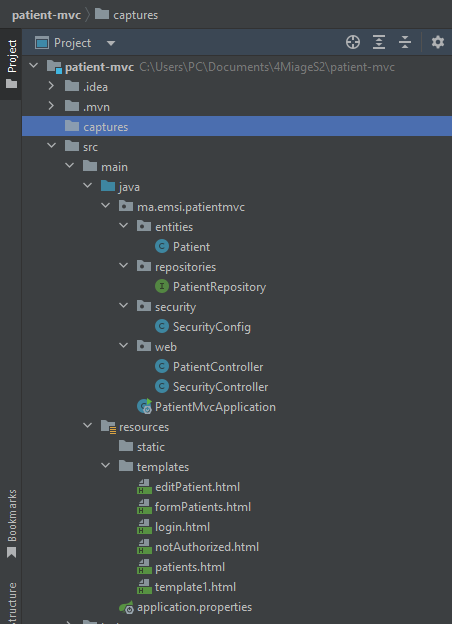 patient-mvc captures
Project
Project
patient-mvc C:\Users\PC\Documents\4MiageS2\patient-mvc
.idea
.mvn
captures
src
main
java
ma.emsi.patientmvc
entities
Patient
repositories
PatientRepository
security
SecurityConfig
web
PatientController
SecurityController
PatientMvcApplication
resources
static
templates
editPatient.html
formPatients.html
login.html
notAuthorized.html
patients.html
template1.html
application.properties
Bookmarks